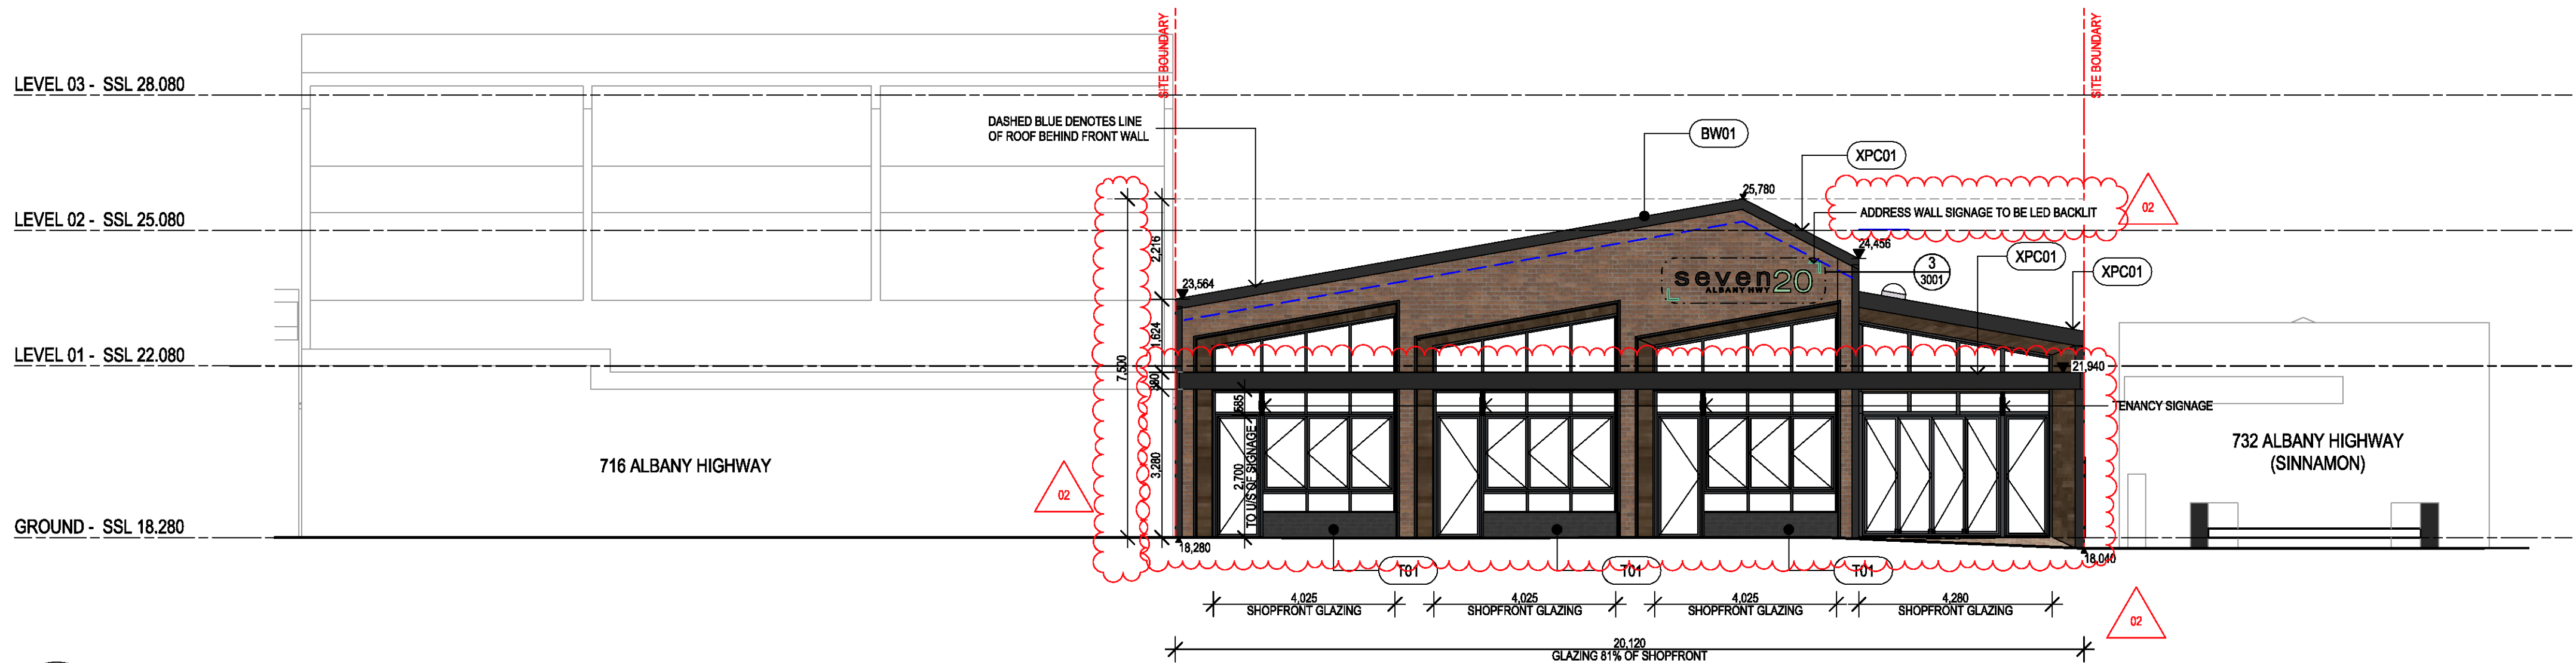 SITE BOUNDARY
SITE BOUNDARY
LEVEL 03 - SSL 28.080
DASHED BLUE DENOTES LINE
OF ROOF BEHIND FRONT WALL
BW01
XPC01
25,780
ADDRESS WALL SIGNAGE TO BE LED BACKLIT
02
LEVEL 02 - SSL 25.080
2,216
24,456
XPC01
3
3001
XPC01
seven20
ALBANY HWY
23,564
1,624
LEVEL 01 - SSL 22.080
7,500
380
21,940
585
TENANCY SIGNAGE
716 ALBANY HIGHWAY
732 ALBANY HIGHWAY
(SINNAMON)
3,280
2,700
TO U/S OF SIGNAGE
02
GROUND - SSL 18.280
18,280
18,040
T01
T01
T01
4,025
SHOPFRONT GLAZING
4,025
SHOPFRONT GLAZING
4,025
SHOPFRONT GLAZING
4,280
SHOPFRONT GLAZING
02
20,120
GLAZING 81% OF SHOPFRONT